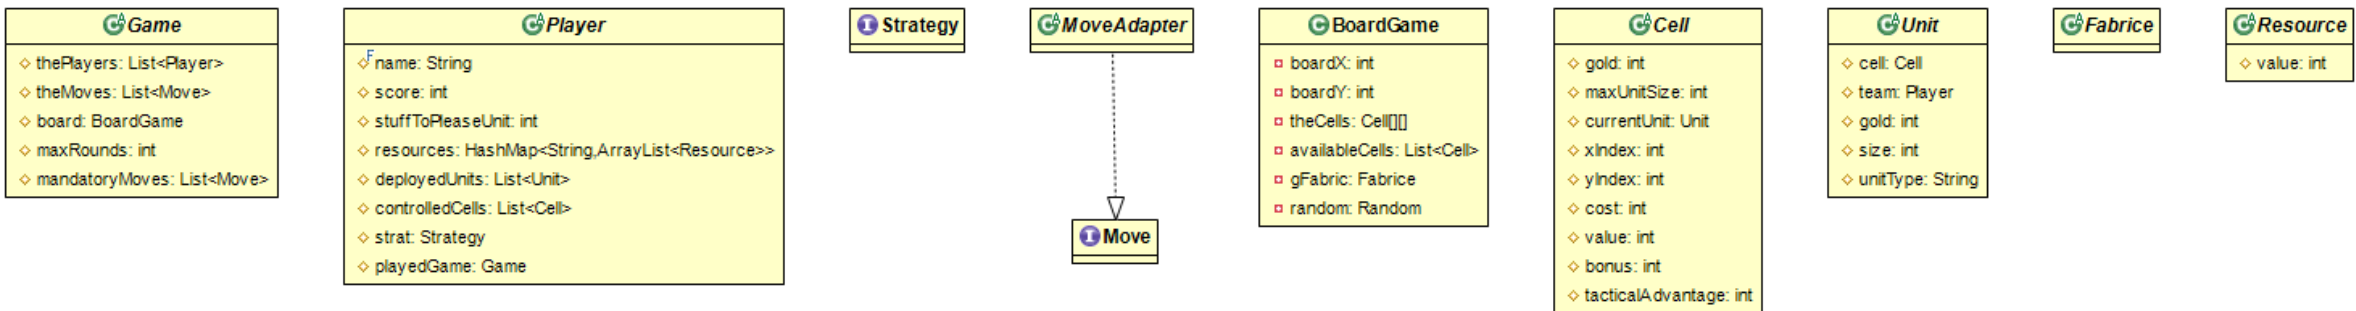 Game
thePlayers: List<Player>
theMoves: List<Move>
board: BoardGame
maxRounds: int
mandatoryMoves: List<Move>
Player
name: String
score: int
stuffToPleaseUnit: int
resources: HashMap<String,ArrayList<Resource>>
deployedUnits: List<Unit>
controlledCells: List<Cell>
strat: Strategy
playedGame: Game
Strategy
MoveAdapter
Move
BoardGame
boardX: int
boardY: int
theCells: Cell[][]
availableCells: List<Cell>
gFabric: Fabrice
random: Random
Cell
gold: int
maxUnitSize: int
currentUnit: Unit
xIndex: int
yIndex: int
cost: int
value: int
bonus: int
tacticalAdvantage: int
Unit
cell: Cell
team: Player
gold: int
size: int
unitType: String
Fabrice
Resource
value: int